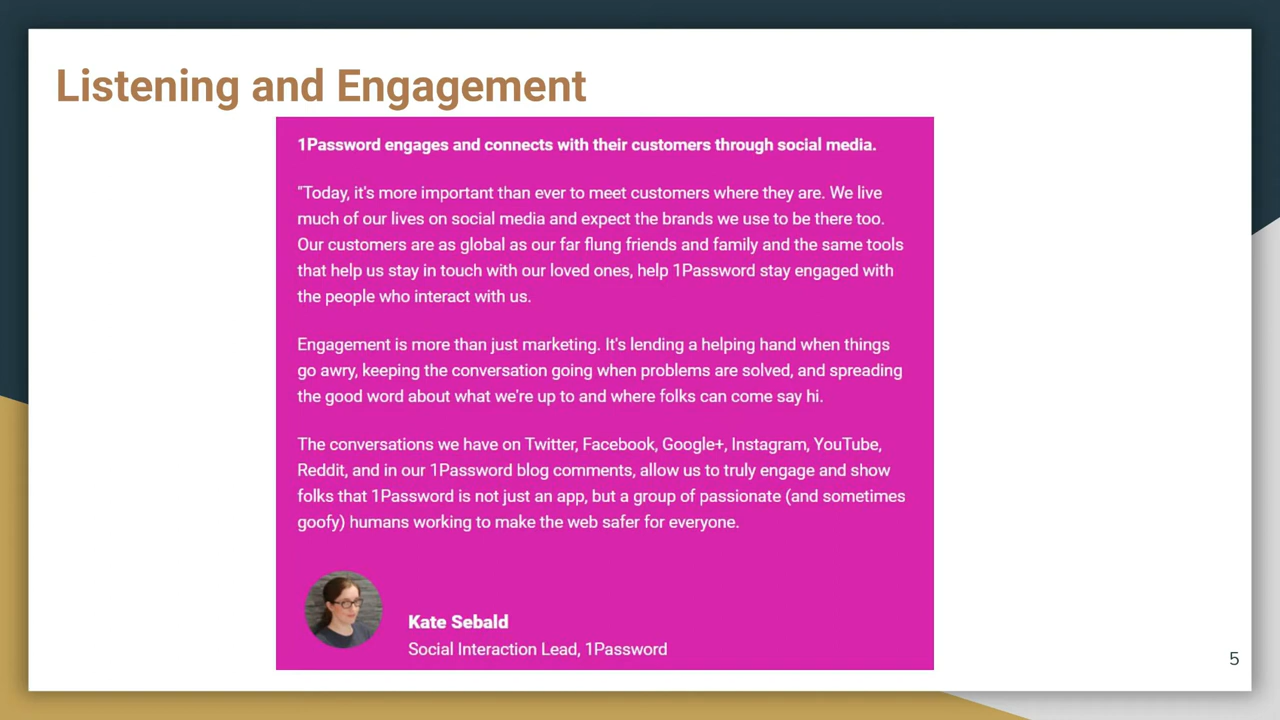 Listening and Engagement
1Password engages and connects with their customers through social media.
"Today, it's more important than ever to meet customers where they are. We live
much of our lives on social media and expect the brands we use to be there too.
Our customers are as global as our far flung friends and family and the same tools
that help us stay in touch with our loved ones, help 1Password stay engaged with
the people who interact with us.
Engagement is more than just marketing. It's lending a helping hand when things
go awry, keeping the conversation going when problems are solved, and spreading
the good word about what we're up to and where folks can come say hi.
The conversations we have on Twitter, Facebook, Google+, Instagram, YouTube,
Reddit, and in our 1Password blog comments, allow us to truly engage and show
folks that 1Password is not just an app, but a group of passionate (and sometimes
goofy) humans working to make the web safer for everyone.
Kate Sebald
Social Interaction Lead, 1Password
5